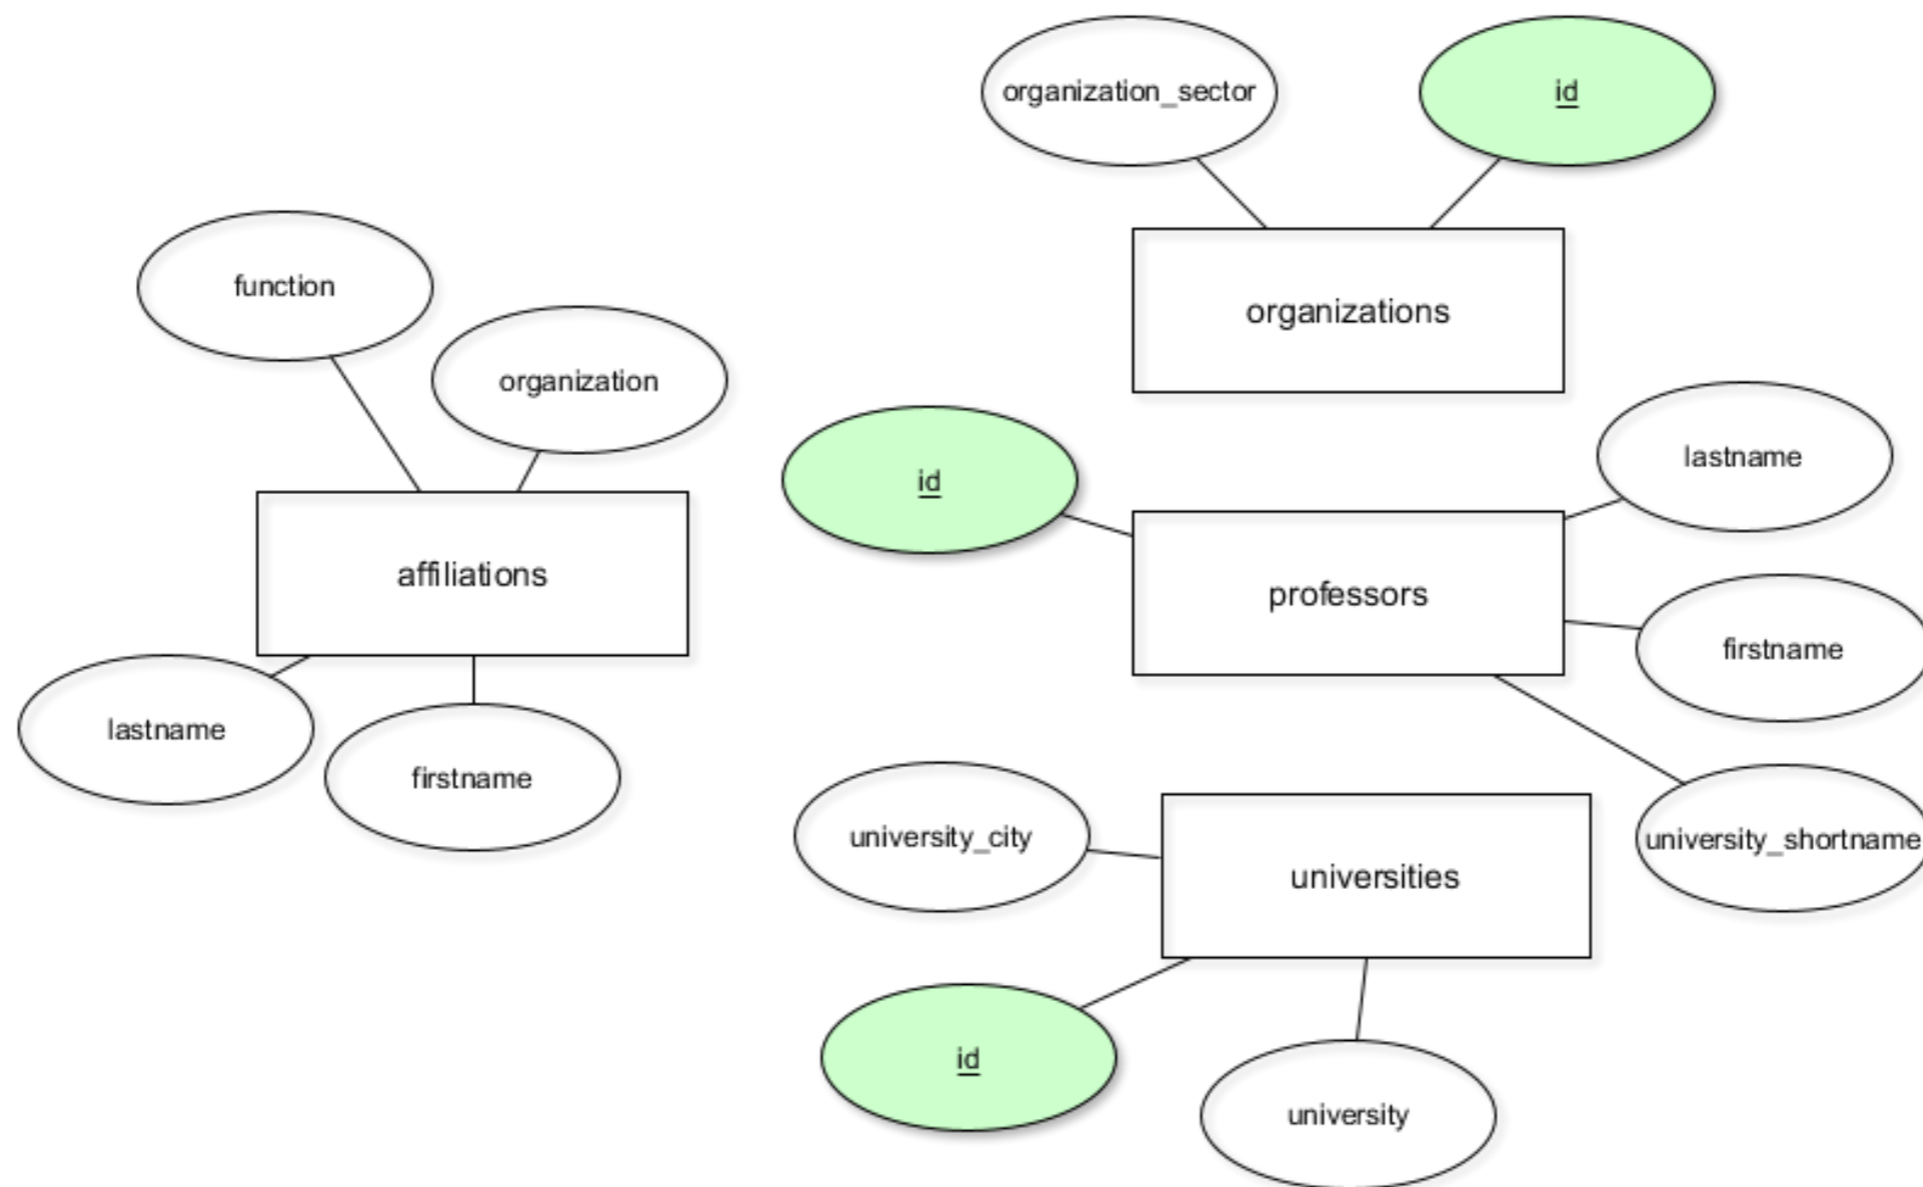 organization_sector
id
function
organizations
organization
lastname
id
affiliations
professors
firstname
lastname
firstname
university_city
university_shortname
universities
id
university